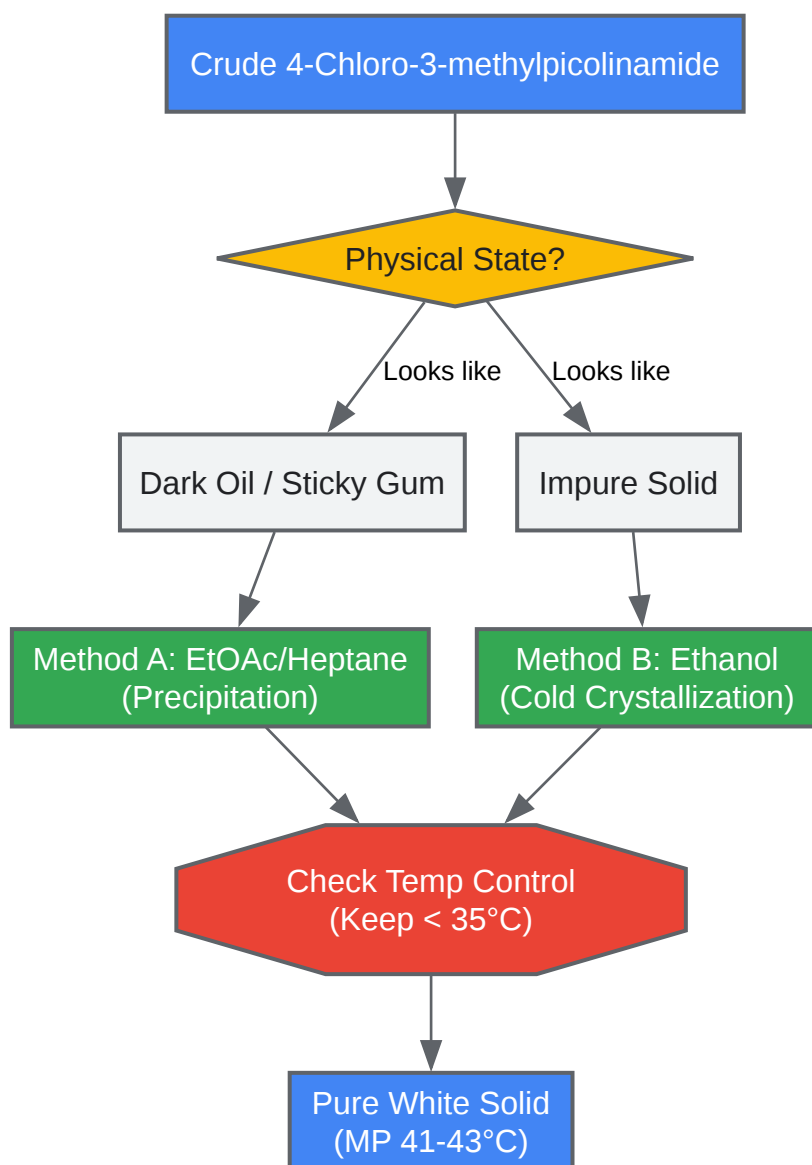 Crude 4-Chloro-3-methylpicolinamide
Physical State?
Looks like
Looks like
Dark Oil / Sticky Gum
Impure Solid
Method A: EtOAc/Heptane
(Precipitation)
Method B: Ethanol
(Cold Crystallization)
Check Temp Control
(Keep < 35°C)
Pure White Solid
(MP 41-43°C)